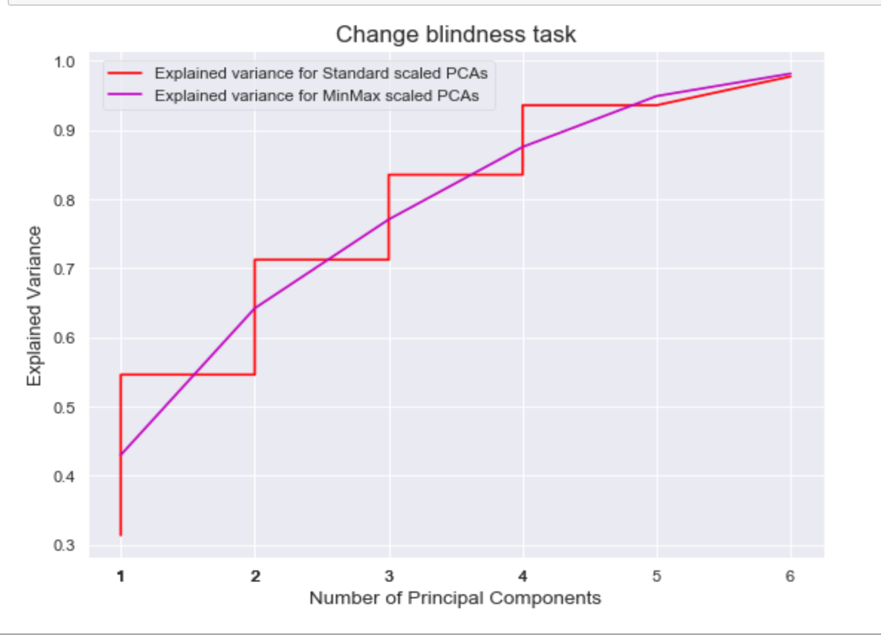 Change blindness task
Explained variance for Standard scaled PCAs
Explained variance for MinMax scaled PCAs
1.0
0.9
0.8
0.7
0.6
0.5
0.4
0.3
Explained Variance
1 2 3 4 5 6
Number of Principal Components